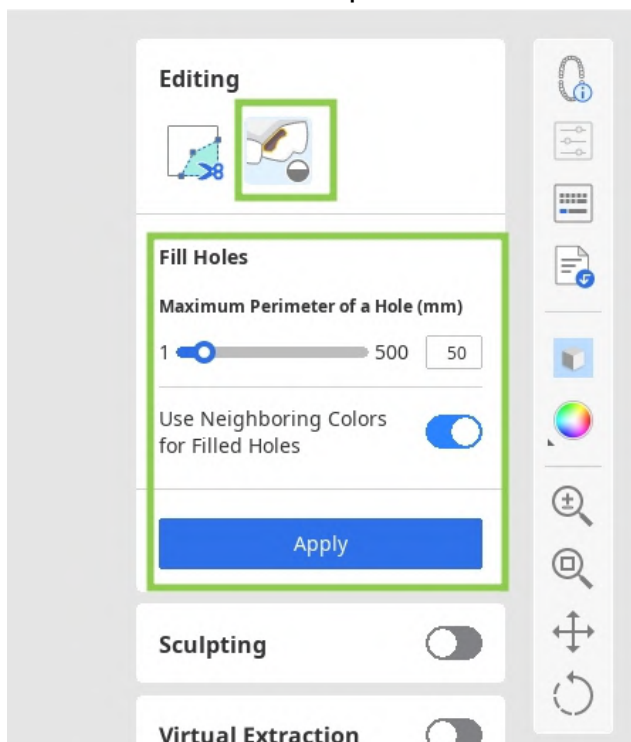 Editing
Fill Holes
Maximum Perimeter of a Hole (mm)
1 500 50
Use Neighboring Colors
for Filled Holes
Apply
Sculpting
Virtual Extraction